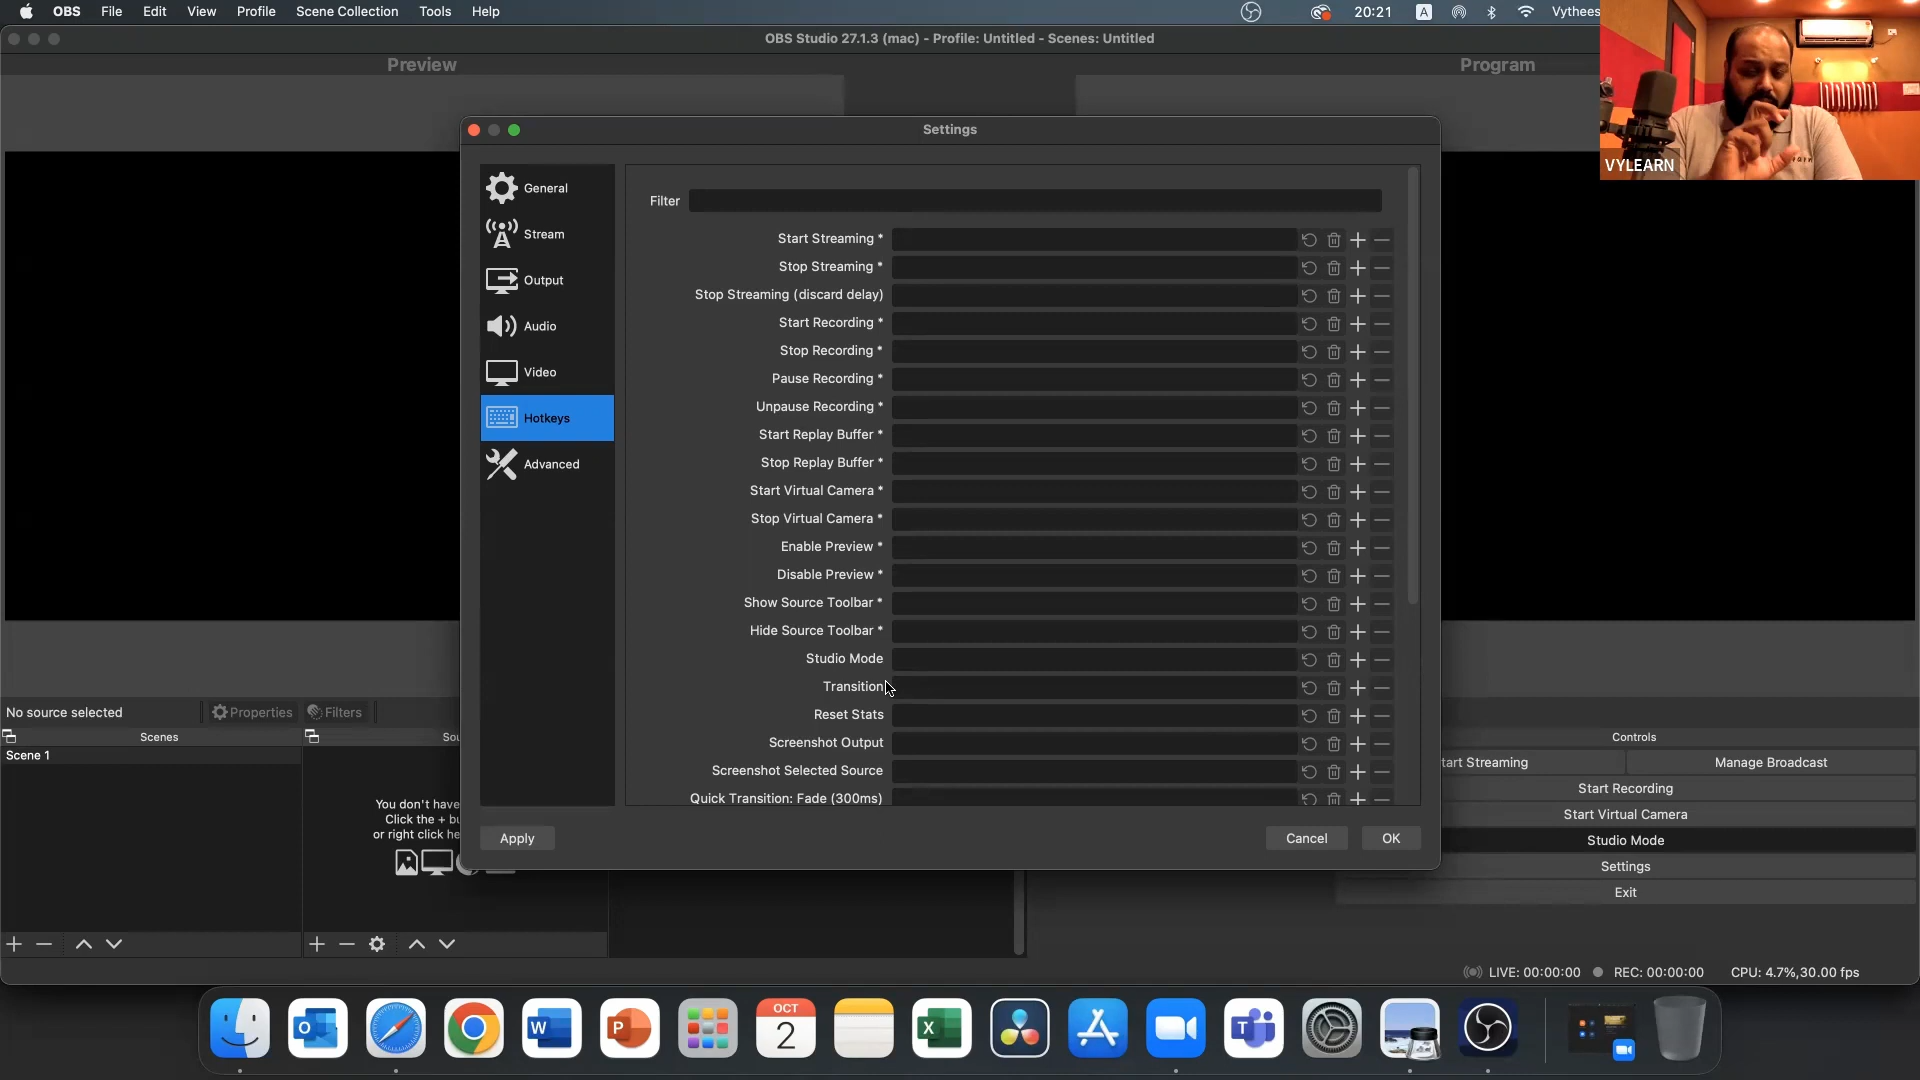 OBS File Edit View Profile Scene Collection Tools Help
20:21 A Vythees
OBS Studio 27.1.3 (mac) - Profile: Untitled - Scenes: Untitled
Preview
Program
VYLEARN
Settings
General
Stream
Output
Audio
Video
Hotkeys
Advanced
Filter
Start Streaming *
Stop Streaming *
Stop Streaming (discard delay)
Start Recording *
Stop Recording *
Pause Recording *
Unpause Recording *
Start Replay Buffer *
Stop Replay Buffer *
Start Virtual Camera *
Stop Virtual Camera *
Enable Preview *
Disable Preview *
Show Source Toolbar *
Hide Source Toolbar *
Studio Mode
Transition
Reset Stats
Screenshot Output
Screenshot Selected Source
Quick Transition: Fade (300ms)
Apply
Cancel
OK
No source selected
Properties
Filters
Scenes
Sou
Scene 1
You don't have
Click the + bu
or right click he
Controls
tart Streaming
Manage Broadcast
Start Recording
Start Virtual Camera
Studio Mode
Settings
Exit
LIVE: 00:00:00 REC: 00:00:00 CPU: 4.7%,30.00 fps
O
W
P
OCT
2
X
T